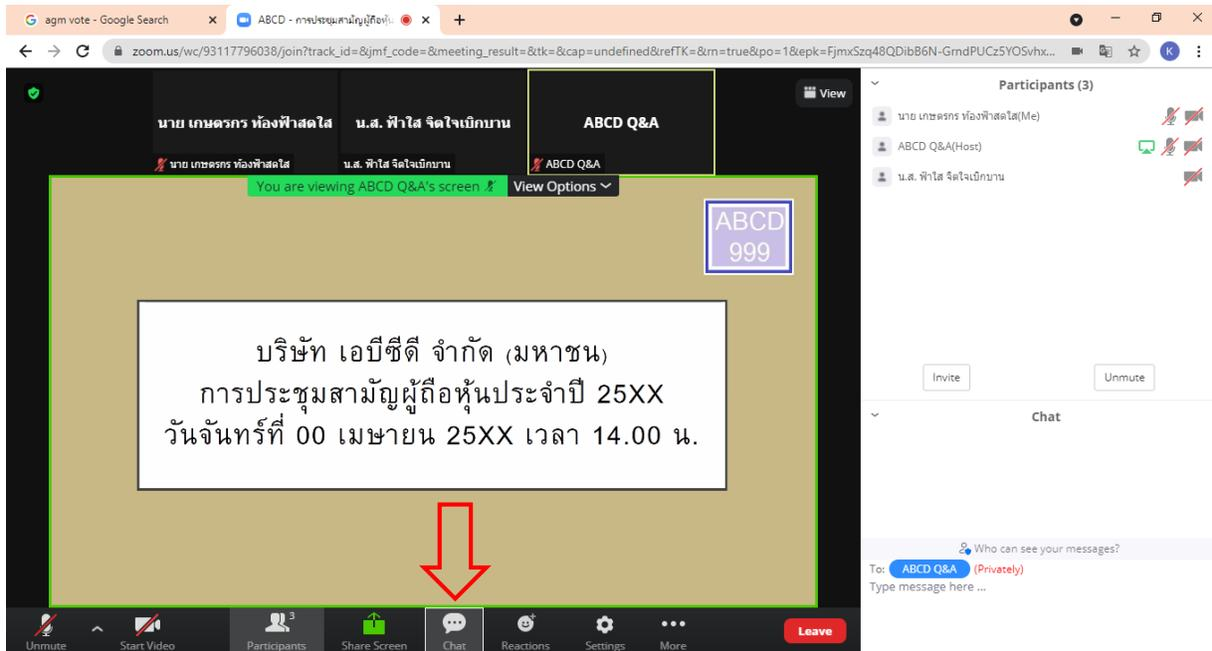 agm vote - Google Search
ABCD - การประชุมสามัญผู้ถือหุ้น
zoom.us/wc/93117796038/join?track_id=&jmf_code=&meeting_result=&tk=&cap=undefined&refTK=&rn=true&po=1&epk=FjmxSzq48QDibB6N-GrndPUCz5YOSvhx...
K
View
นาย เกษตรกร ท้องฟ้าสดใส
น.ส. ฟ้าใส จิตใจเบิกบาน
ABCD Q&A
นาย เกษตรกร ท้องฟ้าสดใส
น.ส. ฟ้าใส จิตใจเบิกบาน
ABCD Q&A
You are viewing ABCD Q&A's screen
View Options
ABCD
999
บริษัท เอบีซีดี จำกัด (มหาชน)
การประชุมสามัญผู้ถือหุ้นประจำปี 25XX
วันจันทร์ที่ 00 เมษายน 25XX เวลา 14.00 น.
Unmute
Start Video
3
Participants
Share Screen
Chat
Reactions
Settings
More
Leave
Participants (3)
นาย เกษตรกร ท้องฟ้าสดใส(Me)
ABCD Q&A(Host)
น.ส. ฟ้าใส จิตใจเบิกบาน
Invite
Unmute
Chat
Who can see your messages?
To: ABCD Q&A (Privately)
Type message here ...